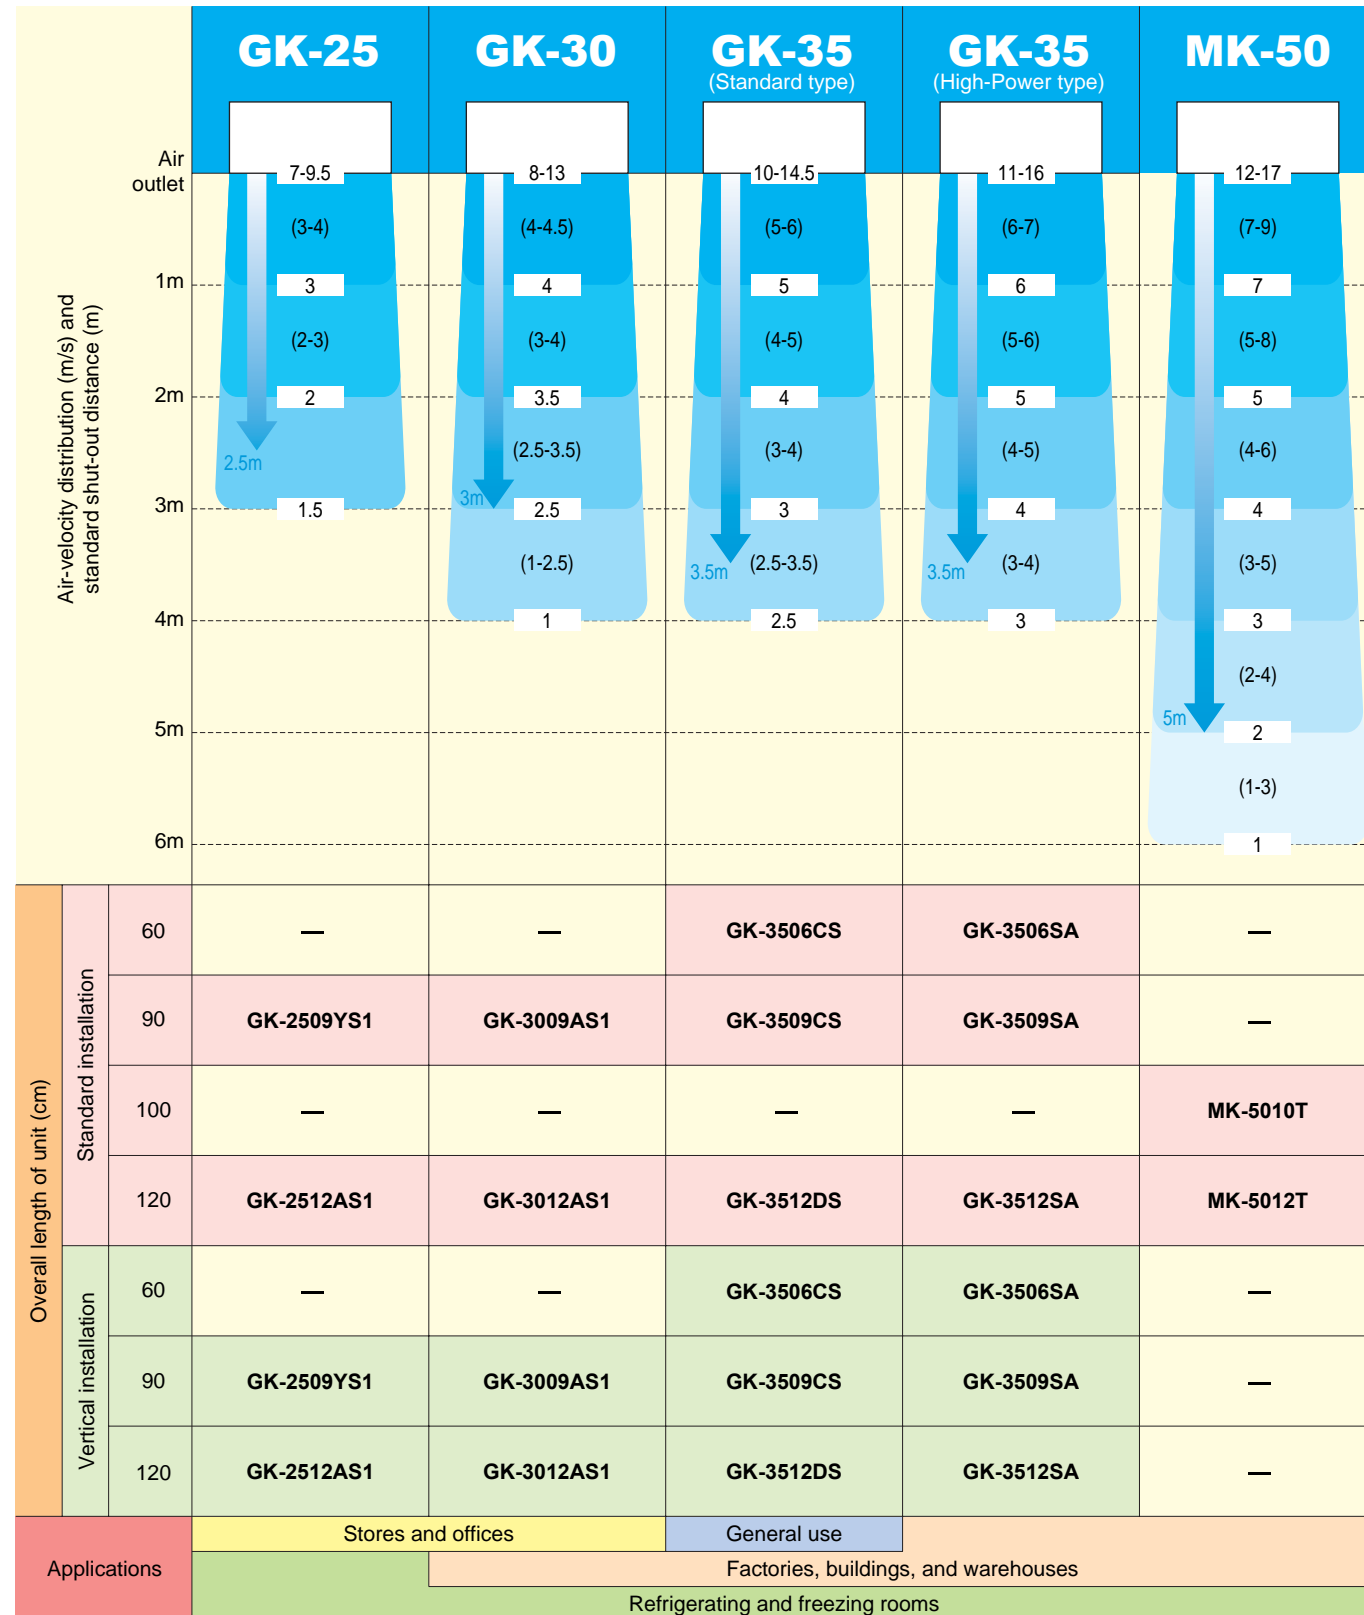 GK-25 GK-30 GK-35 GK-35 MK-50
(Standard type) (High-Power type)
Air
outlet
7-9.5 8-13 10-14.5 11-16 12-17
(3-4) (4-4.5) (5-6) (6-7) (7-9)
1m 3 4 5 6 7
(2-3) (3-4) (4-5) (5-6) (5-8)
2m 2 3.5 4 5 5
(2.5-3.5) (3-4) (4-5) (4-6)
2.5m
3m
3m 1.5 2.5 3 4 4
(1-2.5) (2.5-3.5) (3-4) (3-5)
3.5m 3.5m
4m 1 2.5 3 3
(2-4)
5m
5m 2
(1-3)
6m 1
Air-velocity distribution (m/s) and
standard shut-out distance (m)
Overall length of unit (cm)
Standard installation
60 — — GK-3506CS GK-3506SA —
90 GK-2509YS1 GK-3009AS1 GK-3509CS GK-3509SA —
100 — — — — MK-5010T
120 GK-2512AS1 GK-3012AS1 GK-3512DS GK-3512SA MK-5012T
Vertical installation
60 — — GK-3506CS GK-3506SA —
90 GK-2509YS1 GK-3009AS1 GK-3509CS GK-3509SA —
120 GK-2512AS1 GK-3012AS1 GK-3512DS GK-3512SA —
Applications
Stores and offices General use
Factories, buildings, and warehouses
Refrigerating and freezing rooms